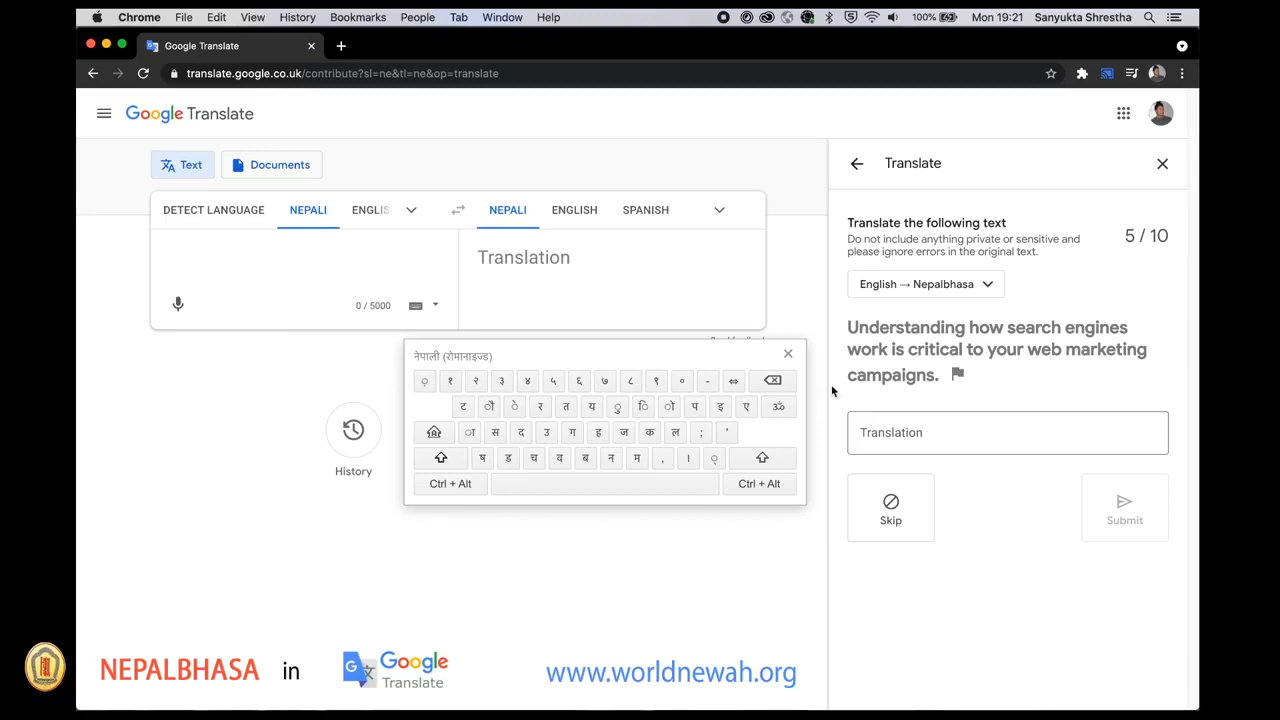 Chrome File Edit View History Bookmarks People Tab Window Help 100% Mon 19:21 Sanyukta Shrestha
Google Translate
translate.google.co.uk/contribute?sl=ne&tl=ne&op=translate
Google Translate
Text Documents
DETECT LANGUAGE NEPALI ENGLIS NEPALI ENGLISH SPANISH
Translation
0 / 5000
Translate
Translate the following text
Do not include anything private or sensitive and
please ignore errors in the original text.
5 / 10
English → Nepalbhasa
Understanding how search engines
work is critical to your web marketing
campaigns.
Translation
Skip Submit
History
नेपाली (रोमानाइज्ड)
़ १ २ ३ ४ ५ ६ ७ ८ ९ ० - ⇔
ट ौ े र त य ु ि ो प इ ए ॐ
ा स द उ ग ह ज क ल ; '
ष ड च व ब न म , । ्
Ctrl + Alt Ctrl + Alt
NEPALBHASA in Google Translate www.worldnewah.org